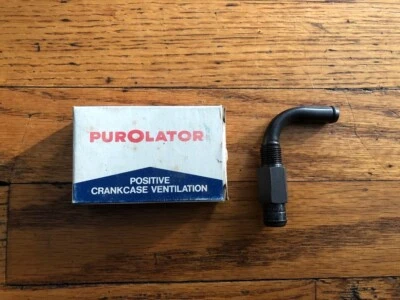 PUROLATOR
POSITIVE
CRANKCASE VENTILATION